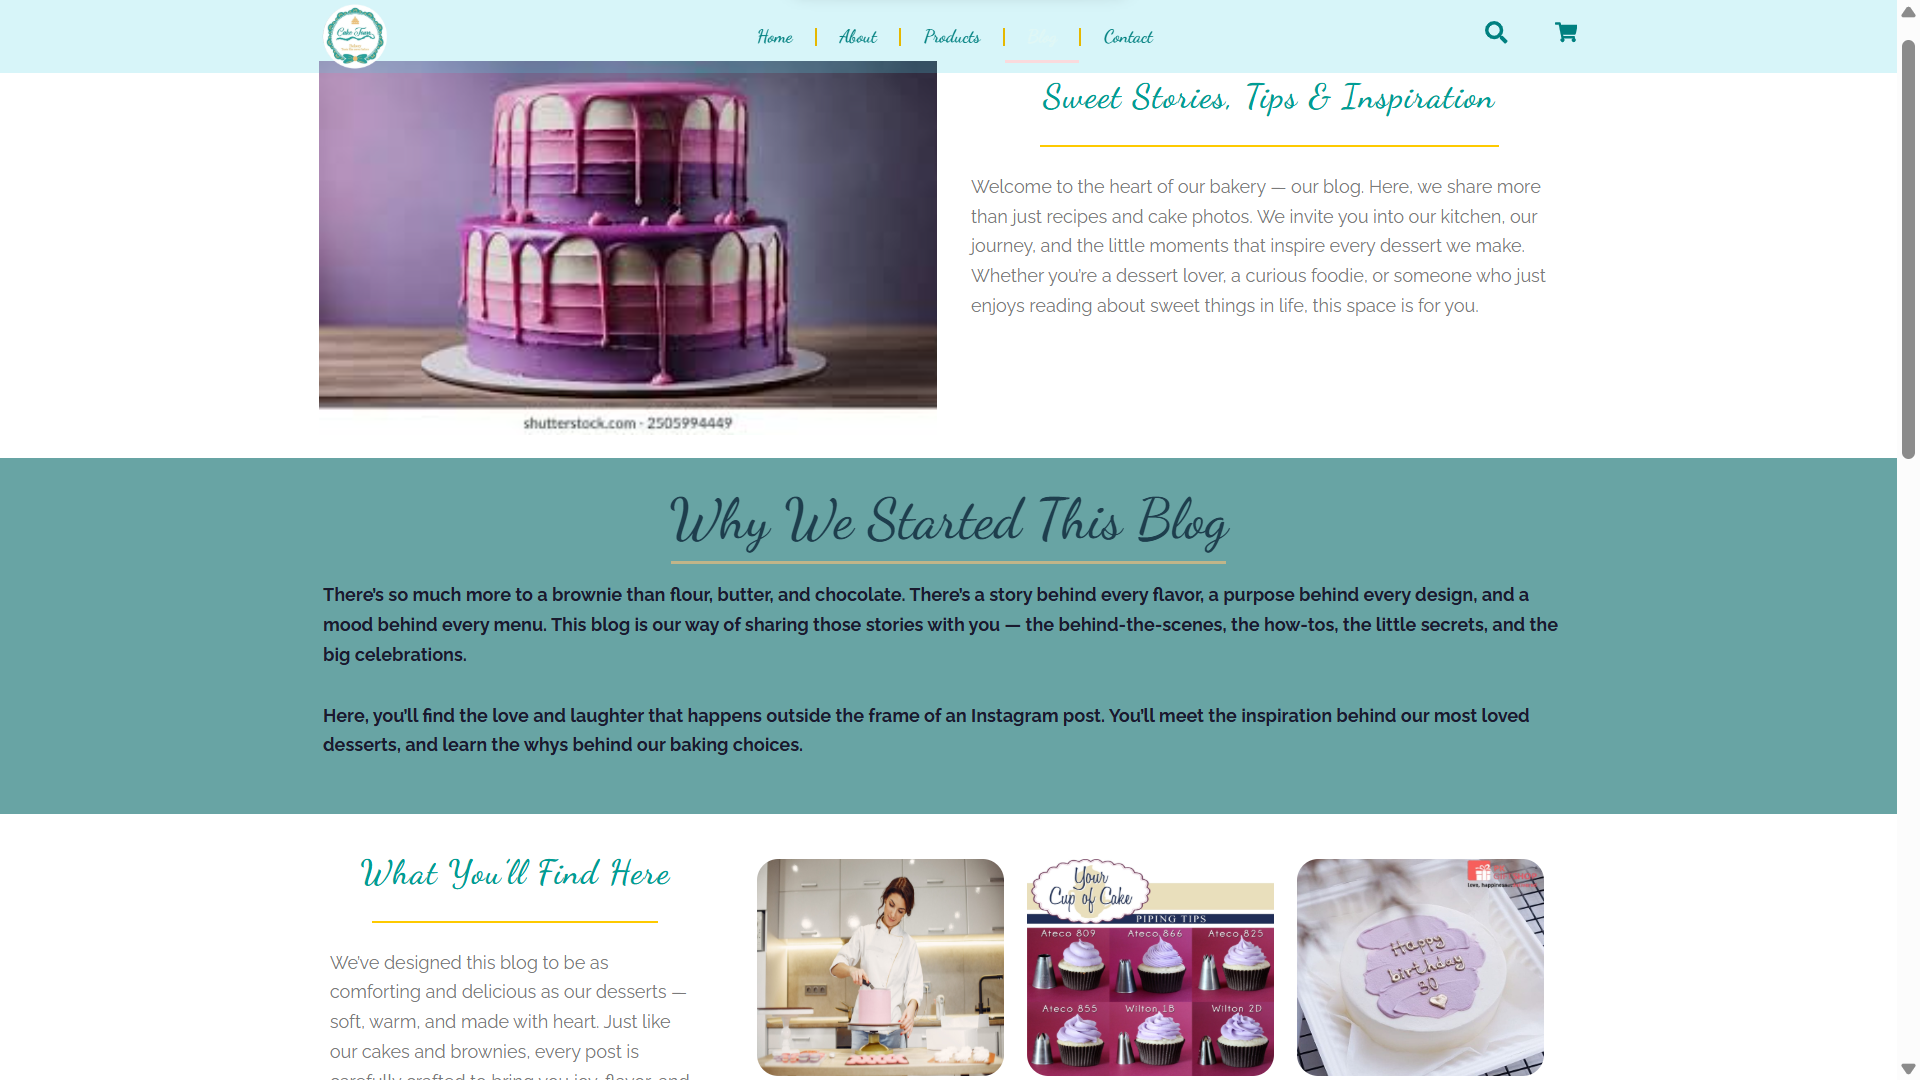 Cake Town
Home
About
Products
Blog
Contact
Sweet Stories, Tips & Inspiration
Welcome to the heart of our bakery — our blog. Here, we share more
than just recipes and cake photos. We invite you into our kitchen, our
journey, and the little moments that inspire every dessert we make.
Whether you're a dessert lover, a curious foodie, or someone who just
enjoys reading about sweet things in life, this space is for you.
shutterstock.com · 2505994449
Why We Started This Blog
There's so much more to a brownie than flour, butter, and chocolate. There's a story behind every flavor, a purpose behind every design, and a
mood behind every menu. This blog is our way of sharing those stories with you — the behind-the-scenes, the how-tos, the little secrets, and the
big celebrations.
Here, you'll find the love and laughter that happens outside the frame of an Instagram post. You'll meet the inspiration behind our most loved
desserts, and learn the whys behind our baking choices.
What You'll Find Here
We've designed this blog to be as
comforting and delicious as our desserts —
soft, warm, and made with heart. Just like
our cakes and brownies, every post is
carefully crafted to bring you joy, flavor, and
Your
Cup of Cake
PIPING TIPS
Ateco 809
Ateco 866
Ateco 825
Ateco 855
Wilton 1B
Wilton 2D
Happy
birthday
30